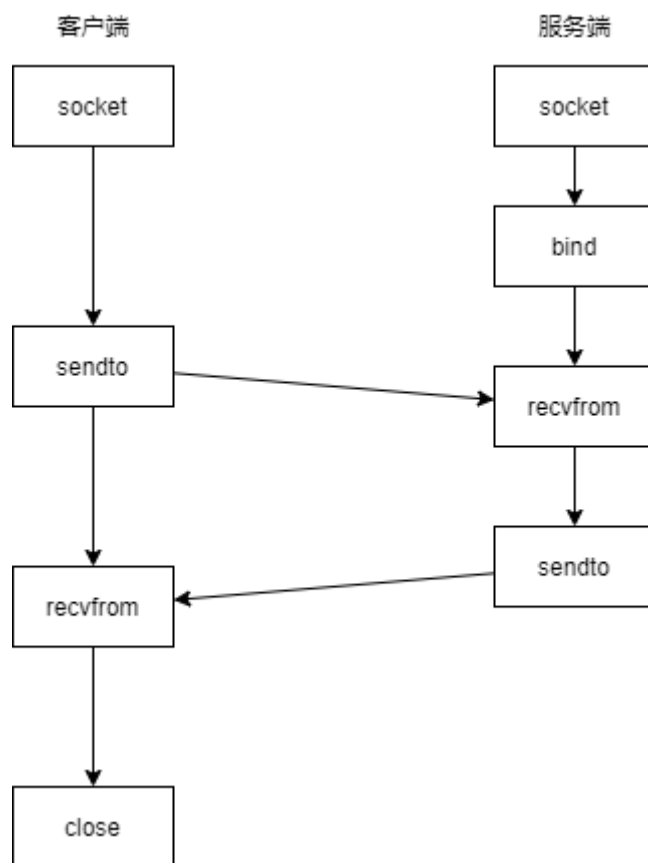 客户端
服务端
socket
socket
bind
sendto
recvfrom
sendto
recvfrom
close